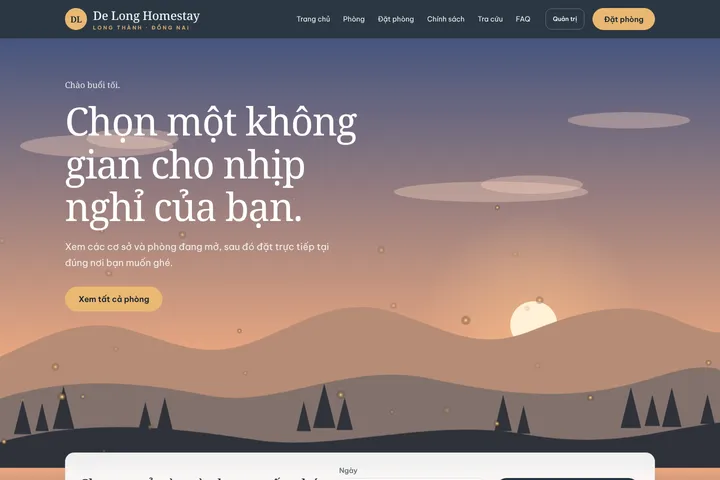 DL
De Long Homestay
LONG THÀNH · ĐỒNG NAI
Trang chủ
Phòng
Đặt phòng
Chính sách
Tra cứu
FAQ
Quản trị
Đặt phòng
Chào buổi tối.
Chọn một không
gian cho nhịp
nghỉ của bạn.
Xem các cơ sở và phòng đang mở, sau đó đặt trực tiếp tại
đúng nơi bạn muốn ghé.
Xem tất cả phòng
Ngày